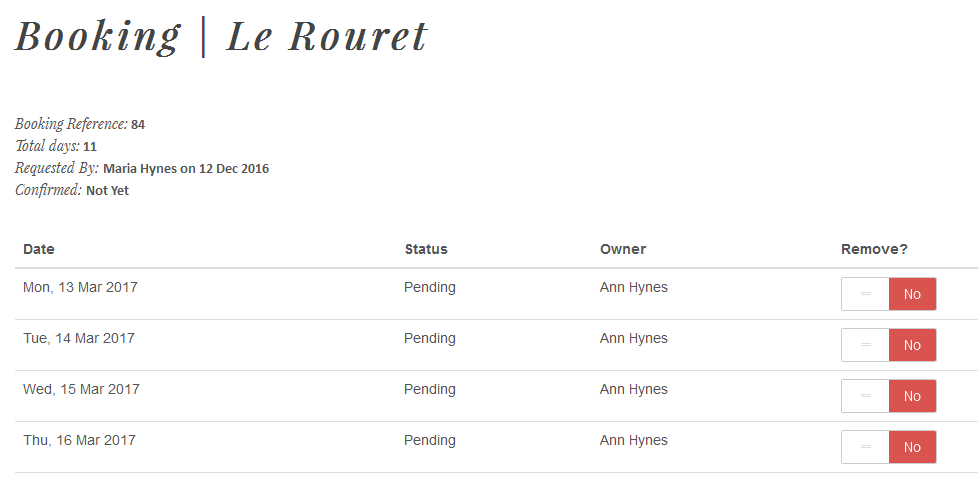 Booking | Le Rouret
Booking Reference: 84
Total days: 11
Requested By: Maria Hynes on 12 Dec 2016
Confirmed: Not Yet
Date Status Owner Remove?
Mon, 13 Mar 2017 Pending Ann Hynes No
Tue, 14 Mar 2017 Pending Ann Hynes No
Wed, 15 Mar 2017 Pending Ann Hynes No
Thu, 16 Mar 2017 Pending Ann Hynes No